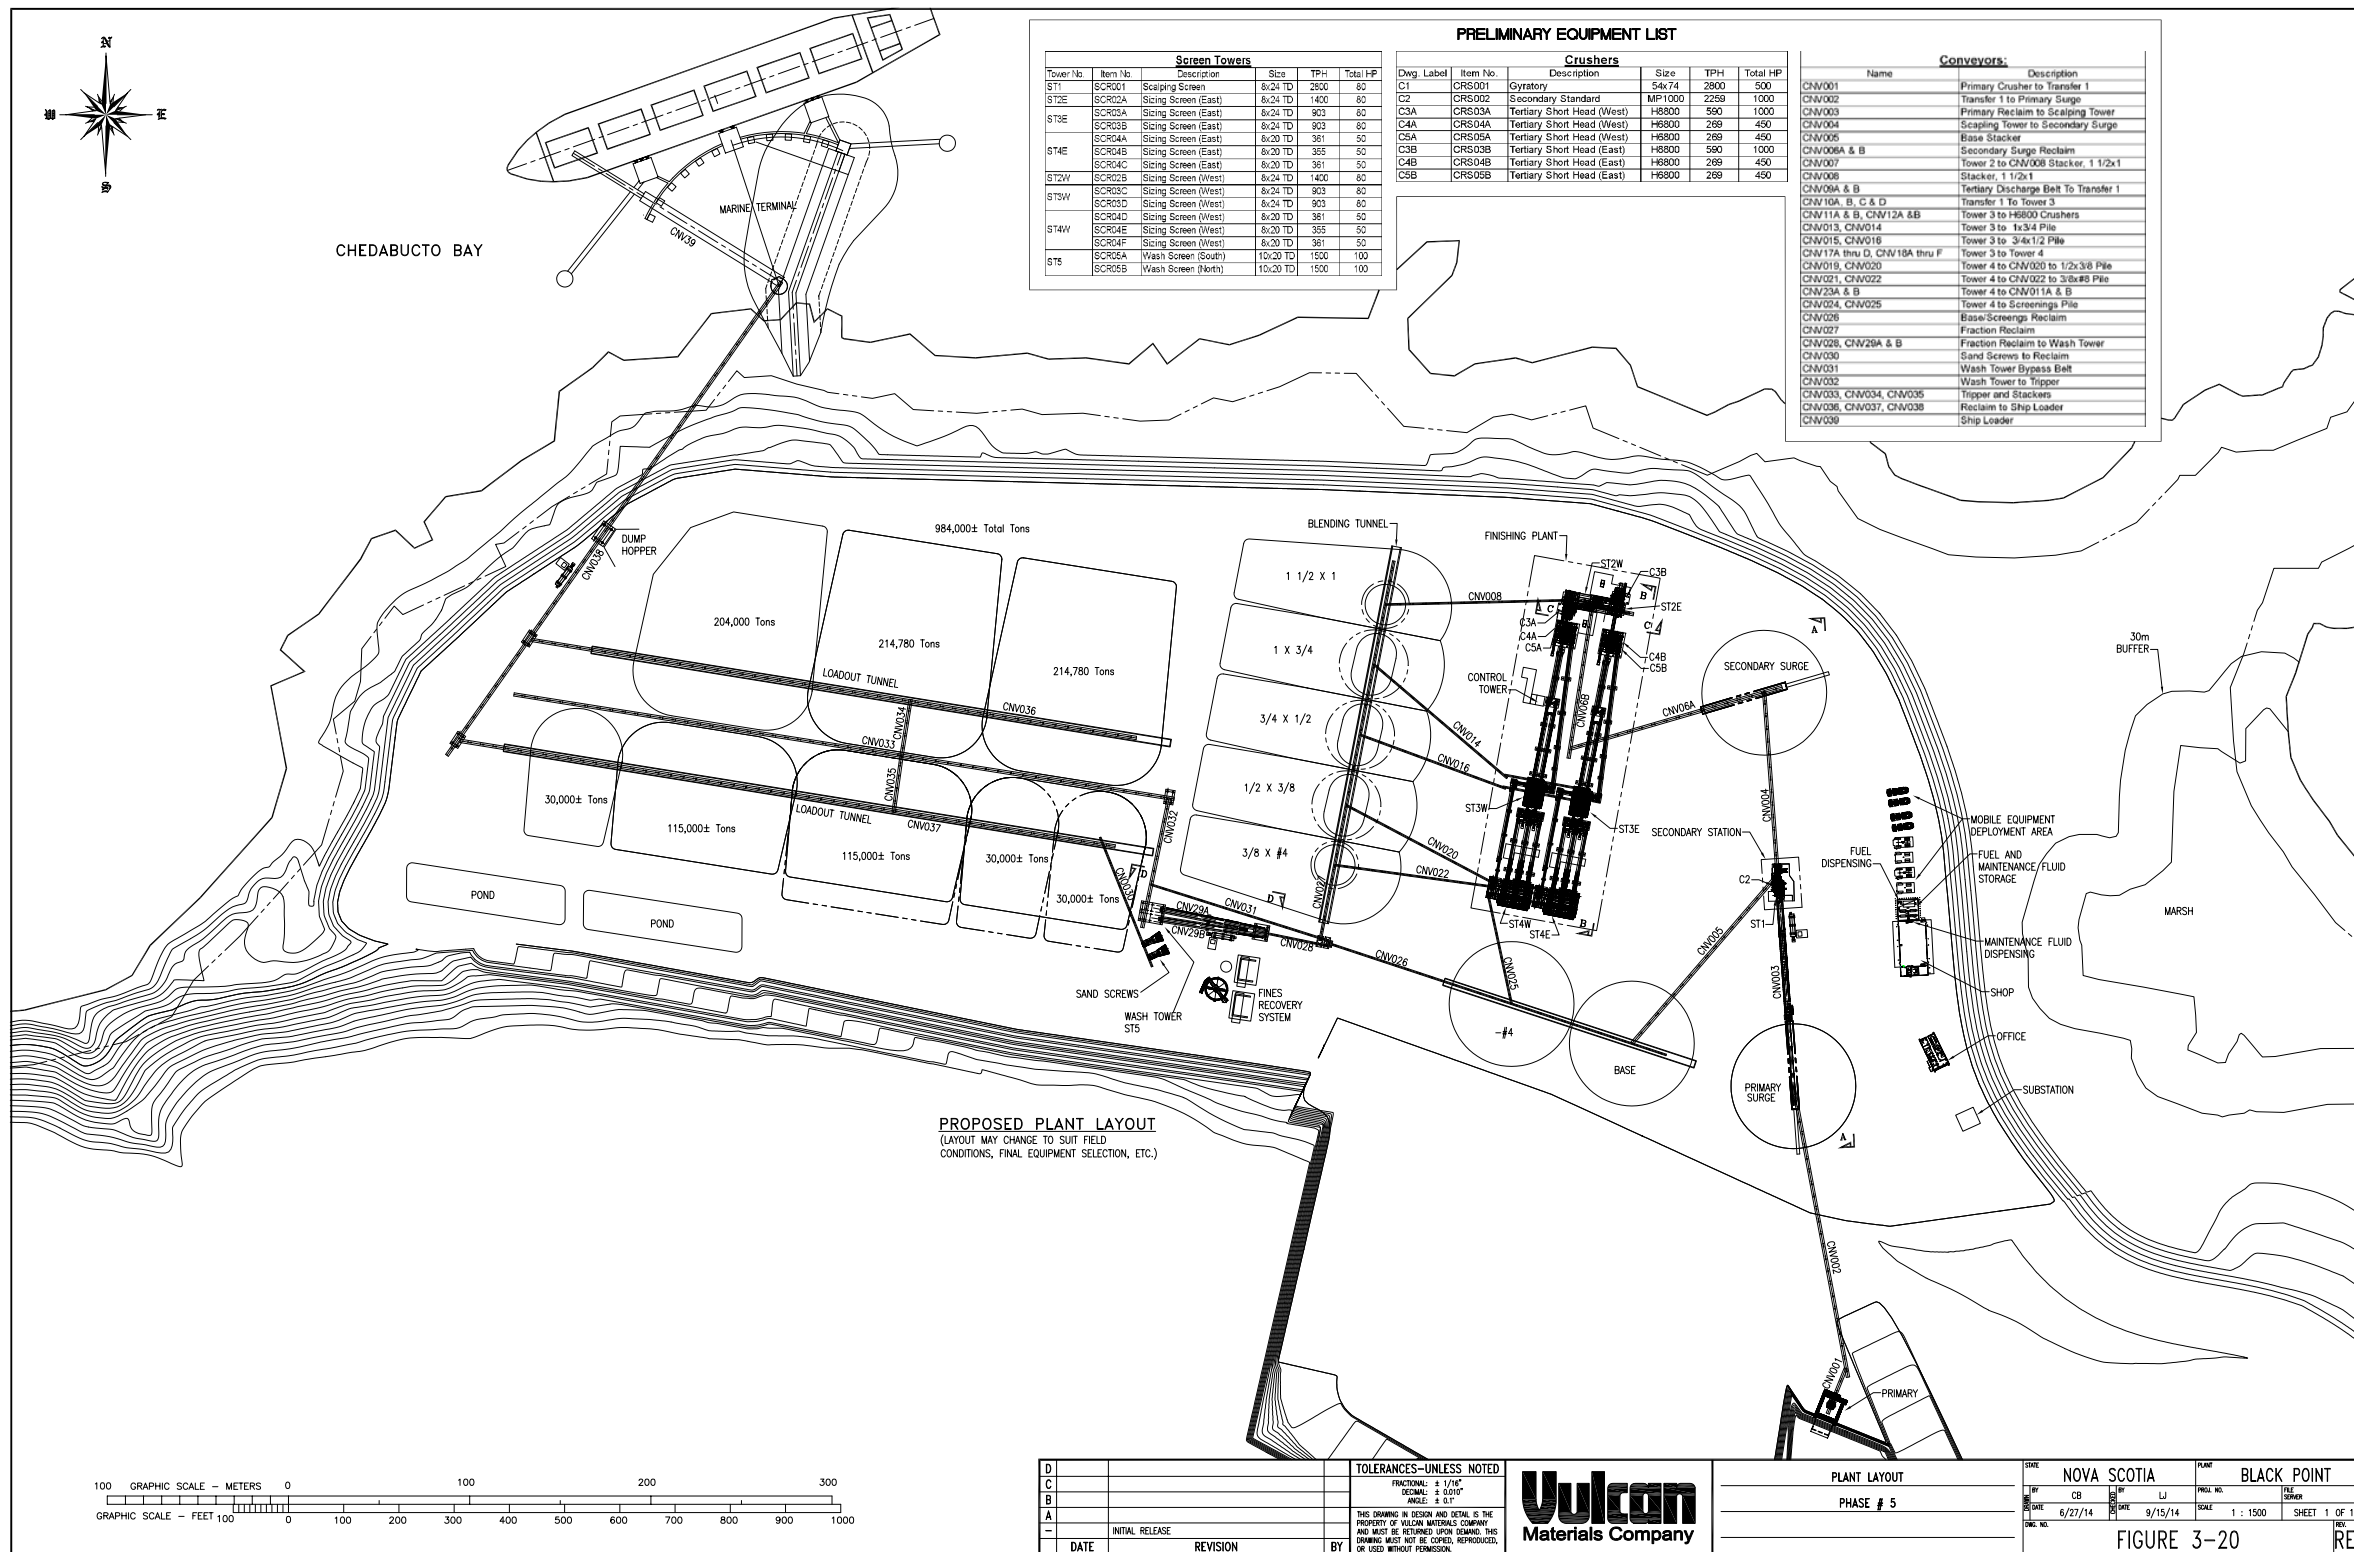 N
W
E
S
CHEDABUCTO BAY
MARINE TERMINAL
CNV39
PRELIMINARY EQUIPMENT LIST
Screen Towers
Tower No. Item No. Description Size TPH Total HP
ST1 SCR001 Scalping Screen 8x24 TD 2800 80
ST2E SCR02A Sizing Screen (East) 8x24 TD 1400 80
ST3E SCR03A Sizing Screen (East) 8x24 TD 903 80
SCR03B Sizing Screen (East) 8x24 TD 903 80
ST4E SCR04A Sizing Screen (East) 8x20 TD 361 50
SCR04B Sizing Screen (East) 8x20 TD 355 50
SCR04C Sizing Screen (East) 8x20 TD 361 50
ST2W SCR02B Sizing Screen (West) 8x24 TD 1400 80
ST3W SCR03C Sizing Screen (West) 8x24 TD 903 80
SCR03D Sizing Screen (West) 8x24 TD 903 80
ST4W SCR04D Sizing Screen (West) 8x20 TD 361 50
SCR04E Sizing Screen (West) 8x20 TD 355 50
SCR04F Sizing Screen (West) 8x20 TD 361 50
ST5 SCR05A Wash Screen (South) 10x20 TD 1500 100
SCR05B Wash Screen (North) 10x20 TD 1500 100
Crushers
Dwg. Label Item No. Description Size TPH Total HP
C1 CRS001 Gyratory 54x74 2800 500
C2 CRS002 Secondary Standard MP1000 2259 1000
C3A CRS03A Tertiary Short Head (West) H8800 590 1000
C4A CRS04A Tertiary Short Head (West) H6800 269 450
C5A CRS05A Tertiary Short Head (West) H6800 269 450
C3B CRS03B Tertiary Short Head (East) H8800 590 1000
C4B CRS04B Tertiary Short Head (East) H6800 269 450
C5B CRS05B Tertiary Short Head (East) H6800 269 450
Conveyors:
Name Description
CNV001 Primary Crusher to Transfer 1
CNV002 Transfer 1 to Primary Surge
CNV003 Primary Reclaim to Scalping Tower
CNV004 Scapling Tower to Secondary Surge
CNV005 Base Stacker
CNV006A & B Secondary Surge Reclaim
CNV007 Tower 2 to CNV008 Stacker, 1 1/2x1
CNV008 Stacker, 1 1/2x1
CNV09A & B Tertiary Discharge Belt To Transfer 1
CNV10A, B, C & D Transfer 1 To Tower 3
CNV11A & B, CNV12A &B Tower 3 to H6800 Crushers
CNV013, CNV014 Tower 3 to 1x3/4 Pile
CNV015, CNV016 Tower 3 to 3/4x1/2 Pile
CNV17A thru D, CNV18A thru F Tower 3 to Tower 4
CNV019, CNV020 Tower 4 to CNV020 to 1/2x3/8 Pile
CNV021, CNV022 Tower 4 to CNV022 to 3/8x#8 Pile
CNV23A & B Tower 4 to CNV011A & B
CNV024, CNV025 Tower 4 to Screenings Pile
CNV026 Base/Screengs Reclaim
CNV027 Fraction Reclaim
CNV028, CNV29A & B Fraction Reclaim to Wash Tower
CNV030 Sand Screws to Reclaim
CNV031 Wash Tower Bypass Belt
CNV032 Wash Tower to Tripper
CNV033, CNV034, CNV035 Tripper and Stackers
CNV036, CNV037, CNV038 Reclaim to Ship Loader
CNV039 Ship Loader
DUMP
HOPPER
CNV038
984,000± Total Tons
204,000 Tons
214,780 Tons
214,780 Tons
LOADOUT TUNNEL
CNV036
CNV034
CNV033
CNV035
30,000± Tons
115,000± Tons
LOADOUT TUNNEL
CNV037
115,000± Tons
30,000± Tons
30,000± Tons
CNV032
CNO030
POND
POND
D
D
CNV29A
CNV29B
CNV031
CNV028
CNV027
SAND SCREWS
WASH TOWER
ST5
FINES
RECOVERY
SYSTEM
BLENDING TUNNEL
1 1/2 X 1
1 X 3/4
3/4 X 1/2
1/2 X 3/8
3/8 X #4
CNV008
CNV014
CNV016
CNV020
CNV022
CNV025
CNV026
FINISHING PLANT
ST2W
C3B
B
B
B
B
ST2E
C
C
C3A
C4A
C5A
C4B
C5B
CONTROL
TOWER
CNV06B
CNV06A
ST3W
ST3E
ST4W
ST4E
-#4
BASE
SECONDARY SURGE
A
CNV004
SECONDARY STATION
C2
ST1
CNV005
CNV003
PRIMARY
SURGE
A
CNV002
CNV001
PRIMARY
30m
BUFFER
MOBILE EQUIPMENT
DEPLOYMENT AREA
FUEL
DISPENSING
FUEL AND
MAINTENANCE FLUID
STORAGE
MARSH
MAINTENANCE FLUID
DISPENSING
SHOP
OFFICE
SUBSTATION
PROPOSED PLANT LAYOUT
(LAYOUT MAY CHANGE TO SUIT FIELD
CONDITIONS, FINAL EQUIPMENT SELECTION, ETC.)
100 GRAPHIC SCALE - METERS 0 100 200 300
GRAPHIC SCALE - FEET 100 0 100 200 300 400 500 600 700 800 900 1000
D
C
B
A
- INITIAL RELEASE
DATE REVISION BY
TOLERANCES-UNLESS NOTED
FRACTIONAL: ± 1/16"
DECIMAL: ± 0.010"
ANGLE: ± 0.1°
THIS DRAWING IN DESIGN AND DETAIL IS THE
PROPERTY OF VULCAN MATERIALS COMPANY
AND MUST BE RETURNED UPON DEMAND. THIS
DRAWING MUST NOT BE COPIED, REPRODUCED,
OR USED WITHOUT PERMISSION.
Vulcan
Materials Company
PLANT LAYOUT
PHASE # 5
STATE NOVA SCOTIA
PLANT BLACK POINT
DRAWN BY CB CHECKED BY LJ PROJ. NO. FILE SERVER
DATE 6/27/14 DATE 9/15/14 SCALE 1 : 1500 SHEET 1 OF 1
DWG. NO. FIGURE 3-20 REV. RE